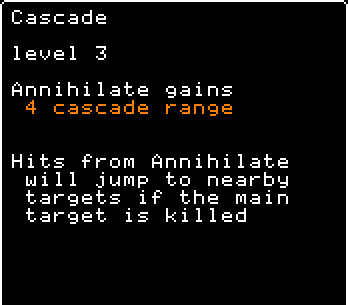 Cascade
level 3
Annihilate gains
4 cascade range
Hits from Annihilate
will jump to nearby
targets if the main
target is killed